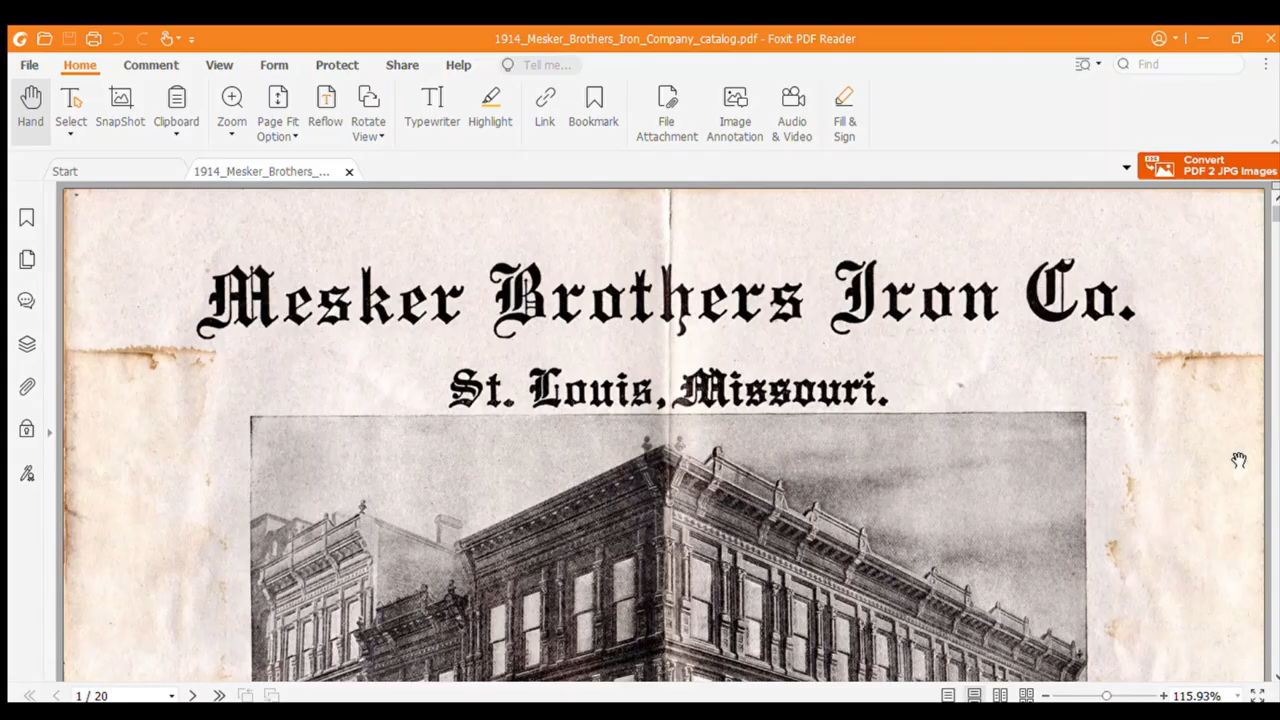 1914_Mesker_Brothers_Iron_Company_catalog.pdf - Foxit PDF Reader
File Home Comment View Form Protect Share Help Tell me... Find
Hand Select SnapShot Clipboard Zoom Page Fit Option Reflow Rotate View Typewriter Highlight Link Bookmark File Attachment Image Annotation Audio & Video Fill & Sign
Start 1914_Mesker_Brothers_...
Convert
PDF 2 JPG Images
Mesker Brothers Iron Co.
St. Louis, Missouri.
1 / 20 115.93%